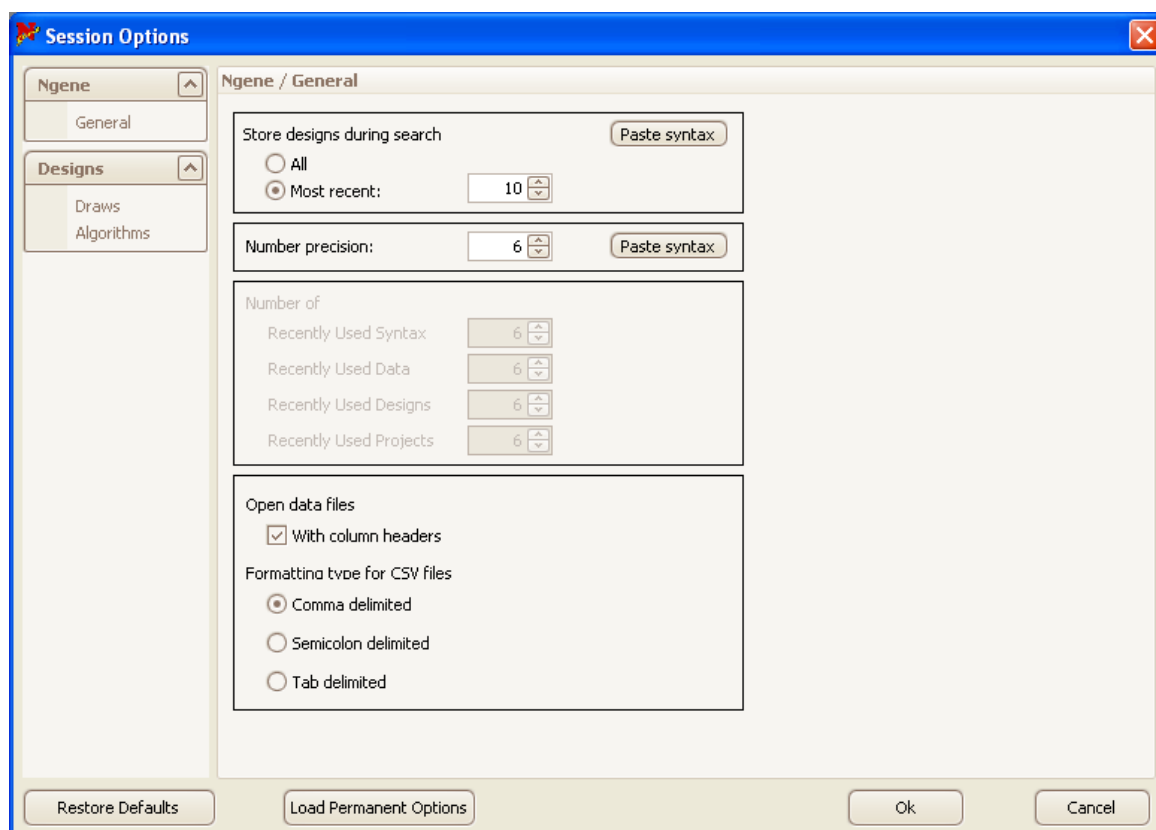 Session Options
Ngene
General
Designs
Draws
Algorithms
Ngene / General
Store designs during search
Paste syntax
All
Most recent:
10
Number precision:
6
Paste syntax
Number of
Recently Used Syntax
6
Recently Used Data
6
Recently Used Designs
6
Recently Used Projects
6
Open data files
With column headers
Formatting type for CSV files
Comma delimited
Semicolon delimited
Tab delimited
Restore Defaults
Load Permanent Options
Ok
Cancel